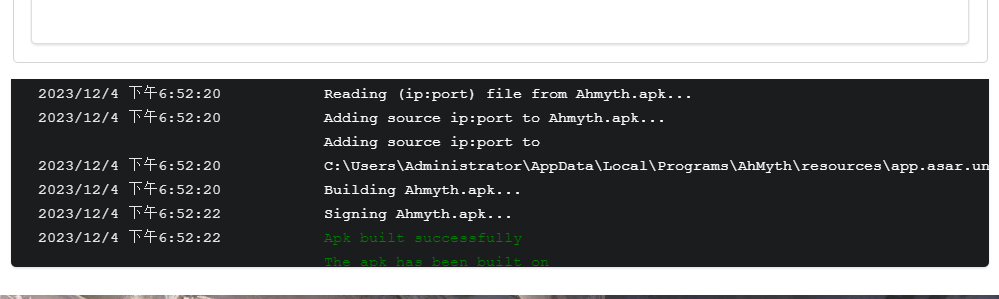 2023/12/4 下午6:52:20 Reading (ip:port) file from Ahmyth.apk...
2023/12/4 下午6:52:20 Adding source ip:port to Ahmyth.apk...
Adding source ip:port to
2023/12/4 下午6:52:20 C:\Users\Administrator\AppData\Local\Programs\AhMyth\resources\app.asar.un
2023/12/4 下午6:52:20 Building Ahmyth.apk...
2023/12/4 下午6:52:22 Signing Ahmyth.apk...
2023/12/4 下午6:52:22 Apk built successfully
The apk has been built on